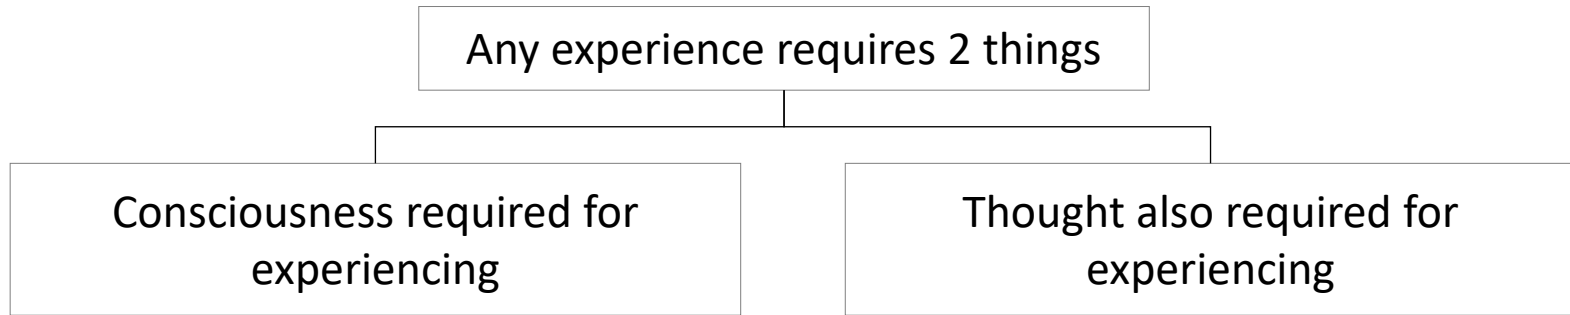 Any experience requires 2 things
Consciousness required for
experiencing
Thought also required for
experiencing